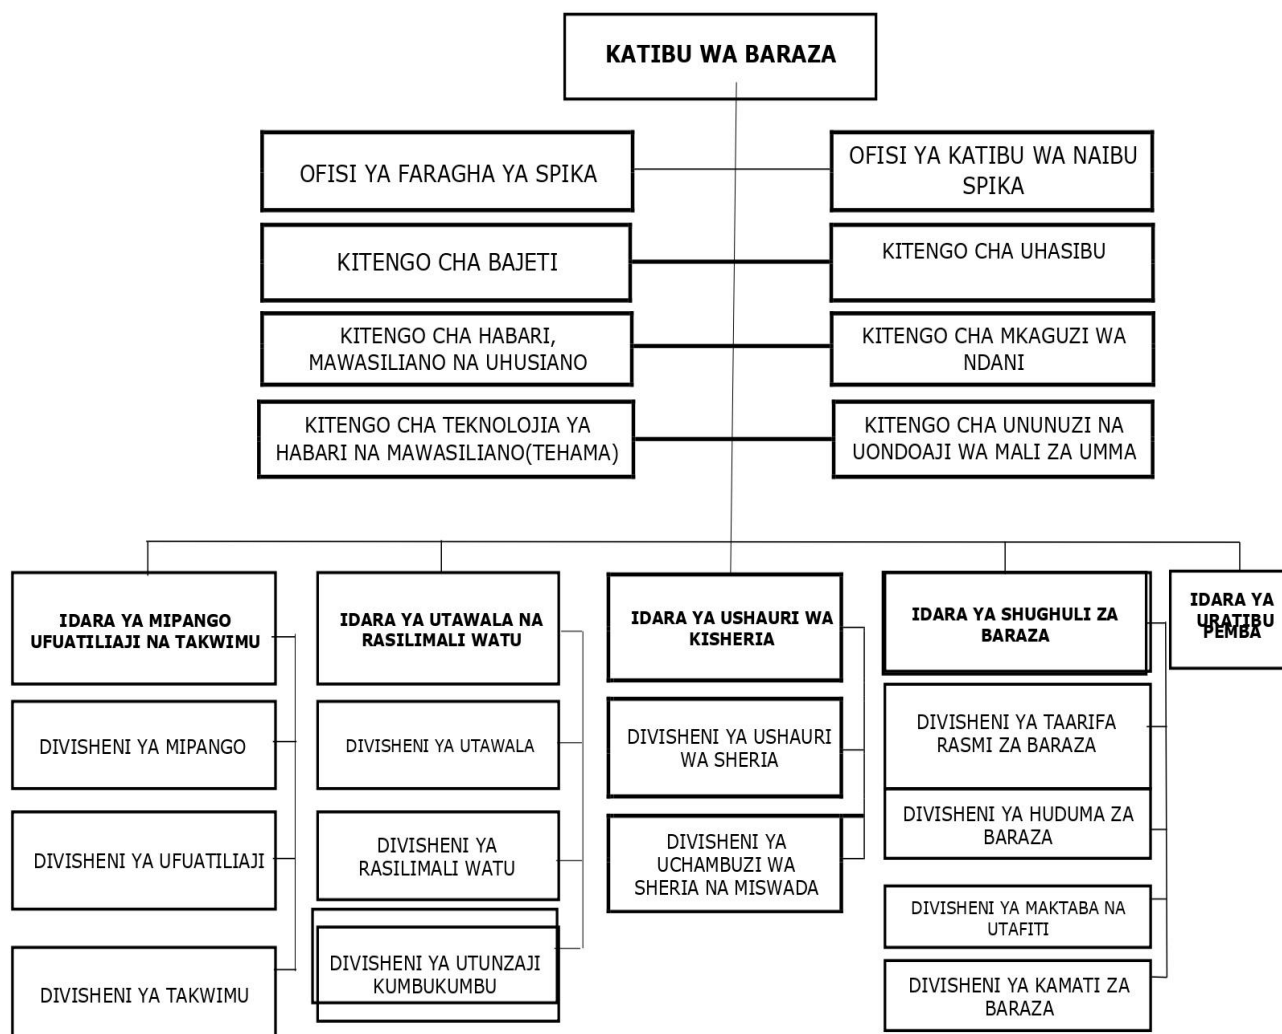 KATIBU WA BARAZA
OFISI YA FARAGHA YA SPIKA
OFISI YA KATIBU WA NAIBU
SPIKA
KITENGO CHA BAJETI
KITENGO CHA UHASIBU
KITENGO CHA HABARI,
MAWASILIANO NA UHUSIANO
KITENGO CHA MKAGUZI WA
NDANI
KITENGO CHA TEKNOLOJIA YA
HABARI NA MAWASILIANO(TEHAMA)
KITENGO CHA UNUNUZI NA
UONDOAJI WA MALI ZA UMMA
IDARA YA MIPANGO
UFUATILIAJI NA TAKWIMU
DIVISHENI YA MIPANGO
DIVISHENI YA UFUATILIAJI
DIVISHENI YA TAKWIMU
IDARA YA UTAWALA NA
RASILIMALI WATU
DIVISHENI YA UTAWALA
DIVISHENI YA
RASILIMALI WATU
DIVISHENI YA UTUNZAJI
KUMBUKUMBU
IDARA YA USHAURI WA
KISHERIA
DIVISHENI YA USHAURI
WA SHERIA
DIVISHENI YA
UCHAMBUZI WA
SHERIA NA MISWADA
IDARA YA SHUGHULI ZA
BARAZA
DIVISHENI YA TAARIFA
RASMI ZA BARAZA
DIVISHENI YA HUDUMA ZA
BARAZA
DIVISHENI YA MAKTABA NA
UTAFITI
DIVISHENI YA KAMATI ZA
BARAZA
IDARA YA
URATIBU
PEMBA